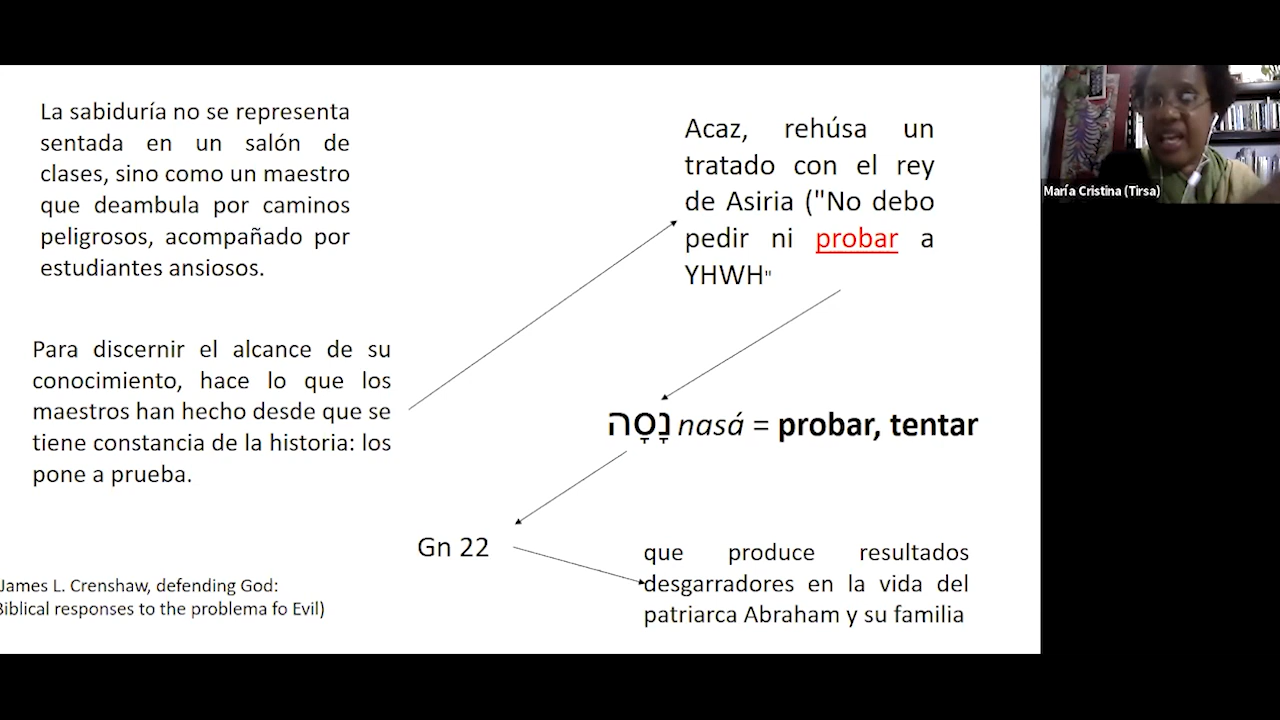 La sabiduría no se representa
sentada en un salón de
clases, sino como un maestro
que deambula por caminos
peligrosos, acompañado por
estudiantes ansiosos.
Para discernir el alcance de su
conocimiento, hace lo que los
maestros han hecho desde que se
tiene constancia de la historia: los
pone a prueba.
James L. Crenshaw, defending God:
Biblical responses to the problema fo Evil)
Acaz, rehúsa un
tratado con el rey
de Asiria ("No debo
pedir ni probar a
YHWH"
נָסָה nasá = probar, tentar
Gn 22
que produce resultados
desgarradores en la vida del
patriarca Abraham y su familia
María Cristina (Tirsa)